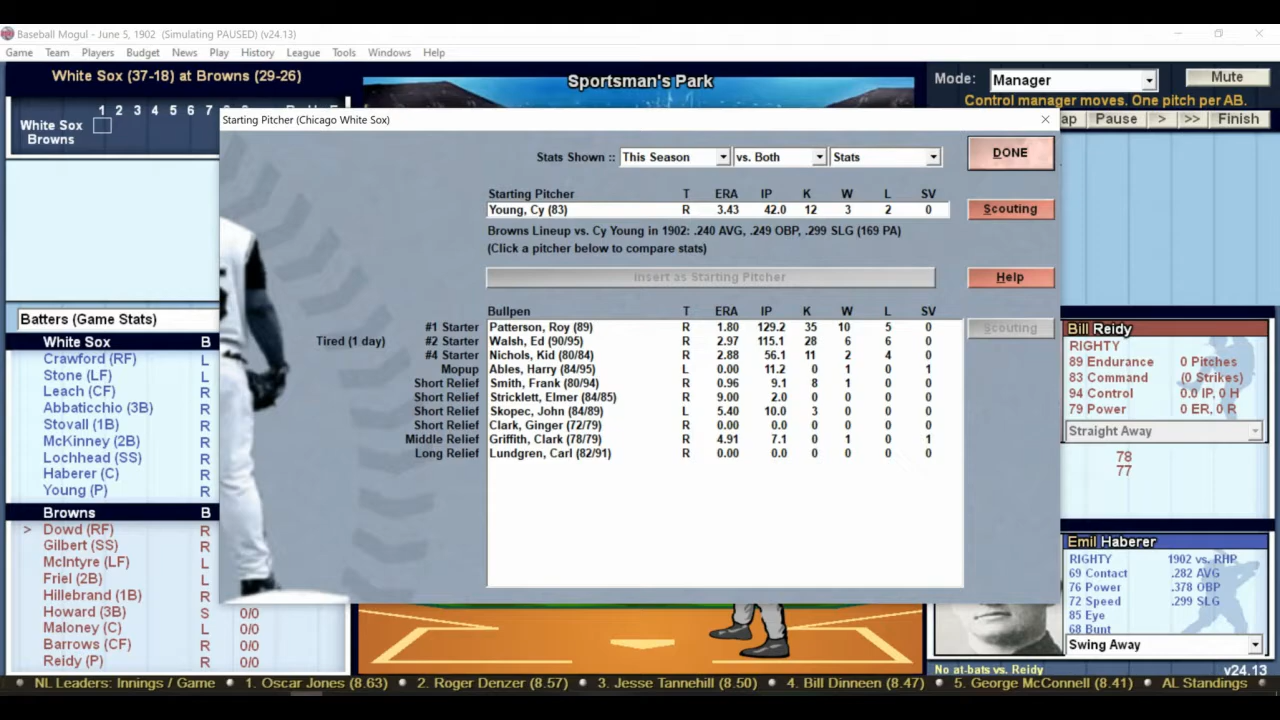 Baseball Mogul - June 5, 1902 (Simulating PAUSED) (v24.13)
Game Team Players Budget News Play History League Tools Windows Help
White Sox (37-18) at Browns (29-26)
Sportsman's Park
Mode: Manager Mute
Control manager moves. One pitch per AB.
1 2 3 4 5 6 7
Pause > >> Finish
White Sox
Browns
Starting Pitcher (Chicago White Sox)
Stats Shown :: This Season vs. Both Stats DONE
Starting Pitcher T ERA IP K W L SV
Young, Cy (83) R 3.43 42.0 12 3 2 0 Scouting
Browns Lineup vs. Cy Young in 1902: .240 AVG, .249 OBP, .299 SLG (169 PA)
(Click a pitcher below to compare stats)
Insert as Starting Pitcher Help
Bullpen T ERA IP K W L SV
#1 Starter Patterson, Roy (89) R 1.80 129.2 35 10 5 0 Scouting
Tired (1 day) #2 Starter Walsh, Ed (90/95) R 2.97 115.1 28 6 6 0
#4 Starter Nichols, Kid (80/84) R 2.88 56.1 11 2 4 0
Mopup Ables, Harry (84/95) L 0.00 11.2 0 1 0 1
Short Relief Smith, Frank (80/94) R 0.96 9.1 8 1 0 0
Short Relief Stricklett, Elmer (84/85) R 9.00 2.0 0 0 0 0
Short Relief Skopec, John (84/89) L 5.40 10.0 3 0 0 0
Short Relief Clark, Ginger (72/79) R 0.00 0.0 0 0 0 0
Middle Relief Griffith, Clark (78/79) R 4.91 7.1 0 1 0 1
Long Relief Lundgren, Carl (82/91) R 0.00 0.0 0 0 0 0
Batters (Game Stats)
White Sox B
Crawford (RF) L
Stone (LF) L
Leach (CF) R
Abbaticchio (3B) R
Stovall (1B) R
McKinney (2B) R
Lochhead (SS) R
Haberer (C) R
Young (P) R
Browns B
> Dowd (RF) R
Gilbert (SS) R
McIntyre (LF) L
Friel (2B) L
Hillebrand (1B) R
Howard (3B) S 0/0
Maloney (C) L 0/0
Barrows (CF) R 0/0
Reidy (P) R 0/0
Bill Reidy
RIGHTY
89 Endurance 0 Pitches
83 Command (0 Strikes)
94 Control 0.0 IP, 0 H
79 Power 0 ER, 0 R
Straight Away
78
77
Emil Haberer
RIGHTY 1902 vs. RHP
69 Contact .282 AVG
76 Power .378 OBP
72 Speed .299 SLG
85 Eye
68 Bunt
Swing Away
No at-bats vs. Reidy v24.13
NL Leaders: Innings / Game 1. Oscar Jones (8.63) 2. Roger Denzer (8.57) 3. Jesse Tannehill (8.50) 4. Bill Dinneen (8.47) 5. George McConnell (8.41) AL Standings